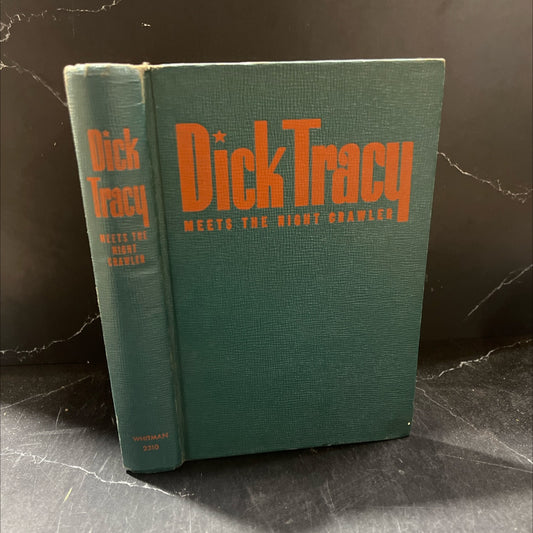 Dick
Tracy
MEETS THE
NIGHT
CRAWLER
WHITMAN
2310
Dick Tracy
MEETS THE NIGHT CRAWLER